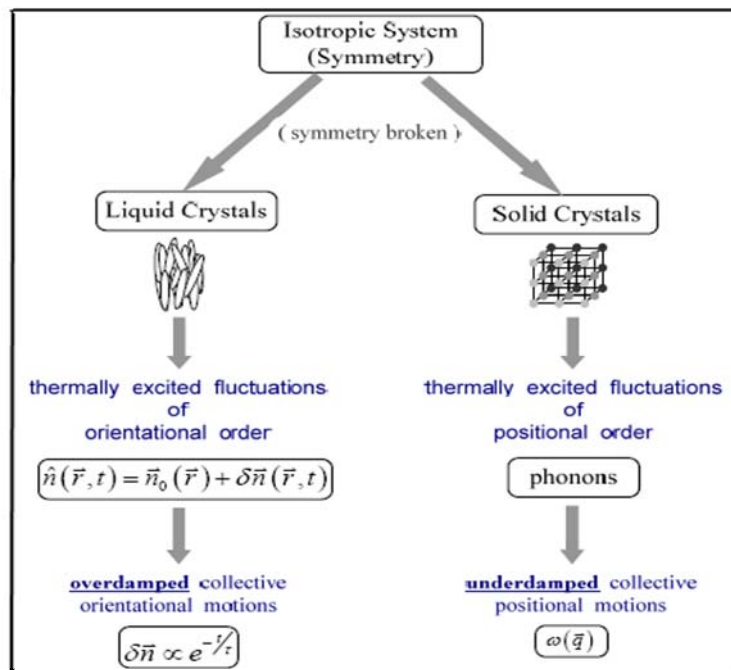 Isotropic System
(Symmetry)
( symmetry broken )
Liquid Crystals
Solid Crystals
thermally excited fluctuations
of
orientational order
thermally excited fluctuations
of
positional order
n̂(r⃗,t) = n⃗₀(r⃗) + δn⃗(r⃗,t)
phonons
overdamped collective
orientational motions
underdamped collective
positional motions
δn⃗ ∝ e^(-t/τ)
ω(q⃗)